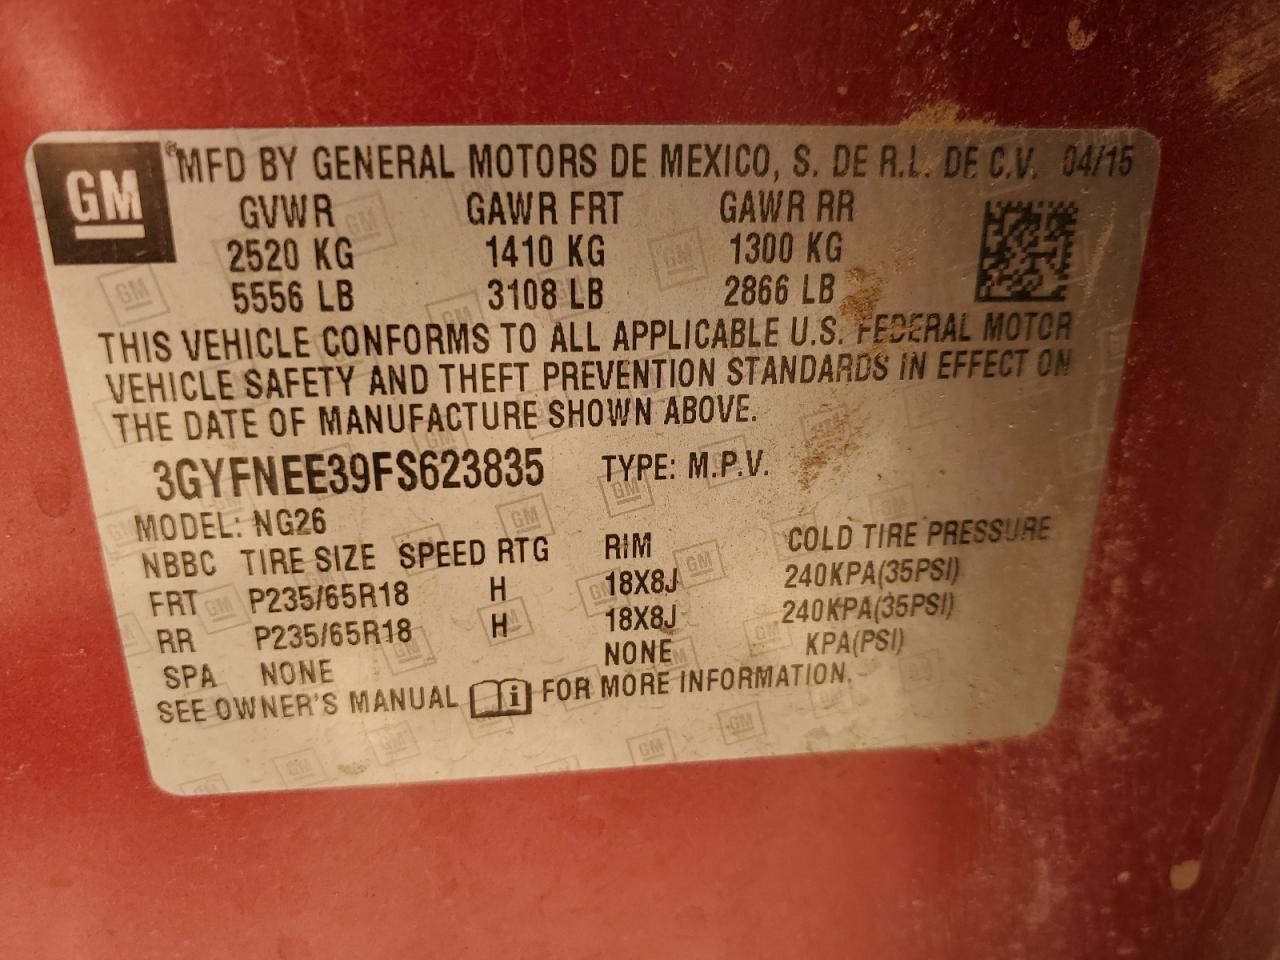 GM
MFD BY GENERAL MOTORS DE MEXICO, S. DE R.L. DE C.V. 04/15
GVWR GAWR FRT GAWR RR
2520 KG 1410 KG 1300 KG
5556 LB 3108 LB 2866 LB
THIS VEHICLE CONFORMS TO ALL APPLICABLE U.S. FEDERAL MOTOR
VEHICLE SAFETY AND THEFT PREVENTION STANDARDS IN EFFECT ON
THE DATE OF MANUFACTURE SHOWN ABOVE.
3GYFNEE39FS623835 TYPE: M.P.V.
MODEL: NG26
NBBC TIRE SIZE SPEED RTG RIM COLD TIRE PRESSURE
FRT P235/65R18 H 18X8J 240KPA(35PSI)
RR P235/65R18 H 18X8J 240KPA(35PSI)
SPA NONE NONE KPA(PSI)
SEE OWNER'S MANUAL i FOR MORE INFORMATION.